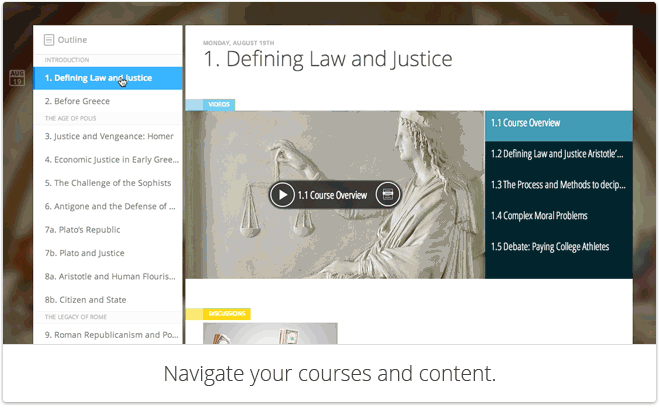 Outline
INTRODUCTION
1. Defining Law and Justice
AUG
19
2. Before Greece
THE AGE OF POLIS
3. Justice and Vengeance: Homer
4. Economic Justice in Early Gree...
5. The Challenge of the Sophists
6. Antigone and the Defense of ...
7a. Plato's Republic
7b. Plato and Justice
8a. Aristotle and Human Flouris...
8b. Citizen and State
THE LEGACY OF ROME
9. Roman Republicanism and Po...
MONDAY, AUGUST 19TH
1. Defining Law and Justice
VIDEOS
1.1 Course Overview
1.1 Course Overview
1.2 Defining Law and Justice Aristotle'...
1.3 The Process and Methods to decip...
1.4 Complex Moral Problems
1.5 Debate: Paying College Athletes
DISCUSSIONS
Navigate your courses and content.